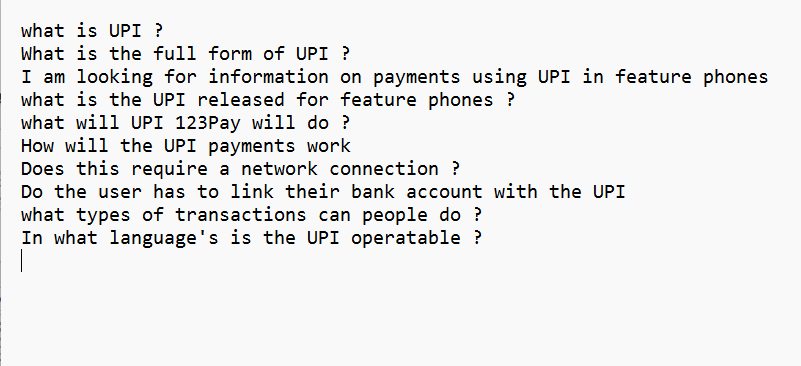 what is UPI ?
What is the full form of UPI ?
I am looking for information on payments using UPI in feature phones
what is the UPI released for feature phones ?
what will UPI 123Pay will do ?
How will the UPI payments work
Does this require a network connection ?
Do the user has to link their bank account with the UPI
what types of transactions can people do ?
In what language's is the UPI operatable ?